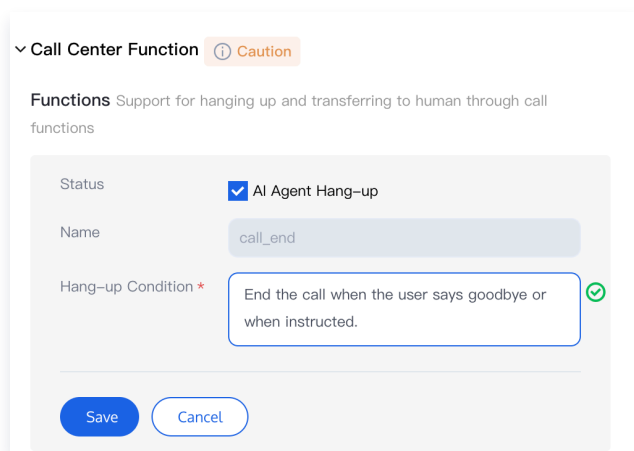 Call Center Function Caution
Functions Support for hanging up and transferring to human through call
functions
Status AI Agent Hang-up
Name call_end
Hang-up Condition * End the call when the user says goodbye or
when instructed.
Save Cancel